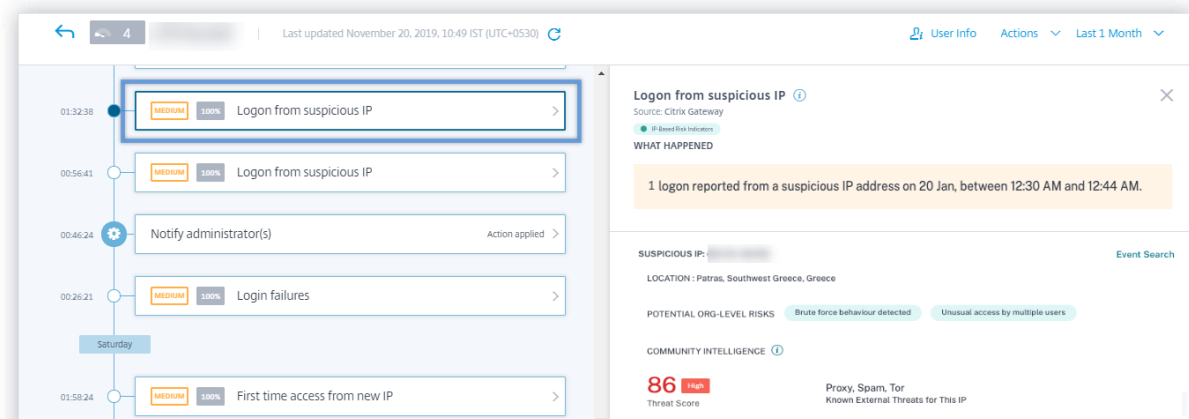 4
Last updated November 20, 2019, 10:49 IST (UTC+0530)
User Info
Actions
Last 1 Month
01:32:38
MEDIUM
100%
Logon from suspicious IP
00:56:41
MEDIUM
100%
Logon from suspicious IP
00:46:24
Notify administrator(s)
Action applied
00:26:21
MEDIUM
100%
Login failures
Saturday
01:58:24
MEDIUM
100%
First time access from new IP
Logon from suspicious IP
Source: Citrix Gateway
IP-Based Risk Indicators
WHAT HAPPENED
1 logon reported from a suspicious IP address on 20 Jan, between 12:30 AM and 12:44 AM.
SUSPICIOUS IP:
Event Search
LOCATION : Patras, Southwest Greece, Greece
POTENTIAL ORG-LEVEL RISKS
Brute force behaviour detected
Unusual access by multiple users
COMMUNITY INTELLIGENCE
86
High
Threat Score
Proxy, Spam, Tor
Known External Threats for This IP